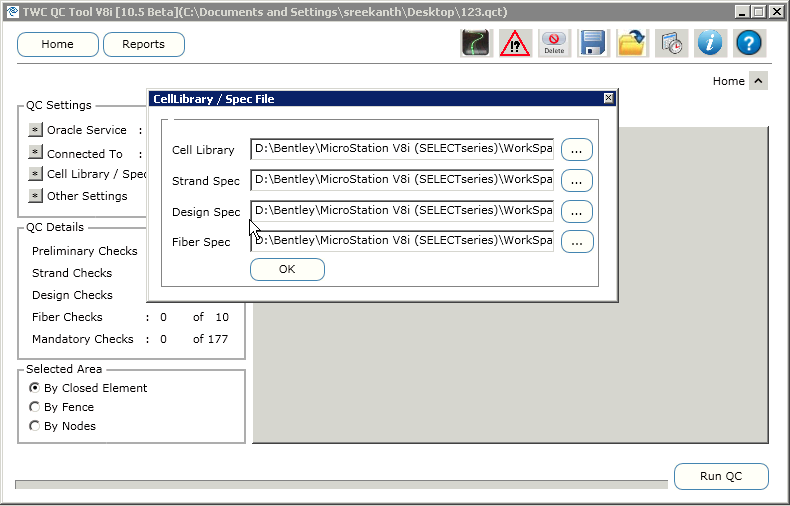 TWC QC Tool V8i [10.5 Beta](C:\Documents and Settings\sreekanth\Desktop\123.qct)
Home
Reports
!?
Delete
i
?
Home
QC Settings
* Oracle Service :
* Connected To :
* Cell Library / Spec
* Other Settings
CellLibrary / Spec File
Cell Library D:\Bentley\MicroStation V8i (SELECTseries)\WorkSpa ...
Strand Spec D:\Bentley\MicroStation V8i (SELECTseries)\WorkSpa ...
Design Spec D:\Bentley\MicroStation V8i (SELECTseries)\WorkSpa ...
Fiber Spec D:\Bentley\MicroStation V8i (SELECTseries)\WorkSpa ...
OK
QC Details
Preliminary Checks
Strand Checks
Design Checks
Fiber Checks : 0 of 10
Mandatory Checks : 0 of 177
Selected Area
By Closed Element
By Fence
By Nodes
Run QC